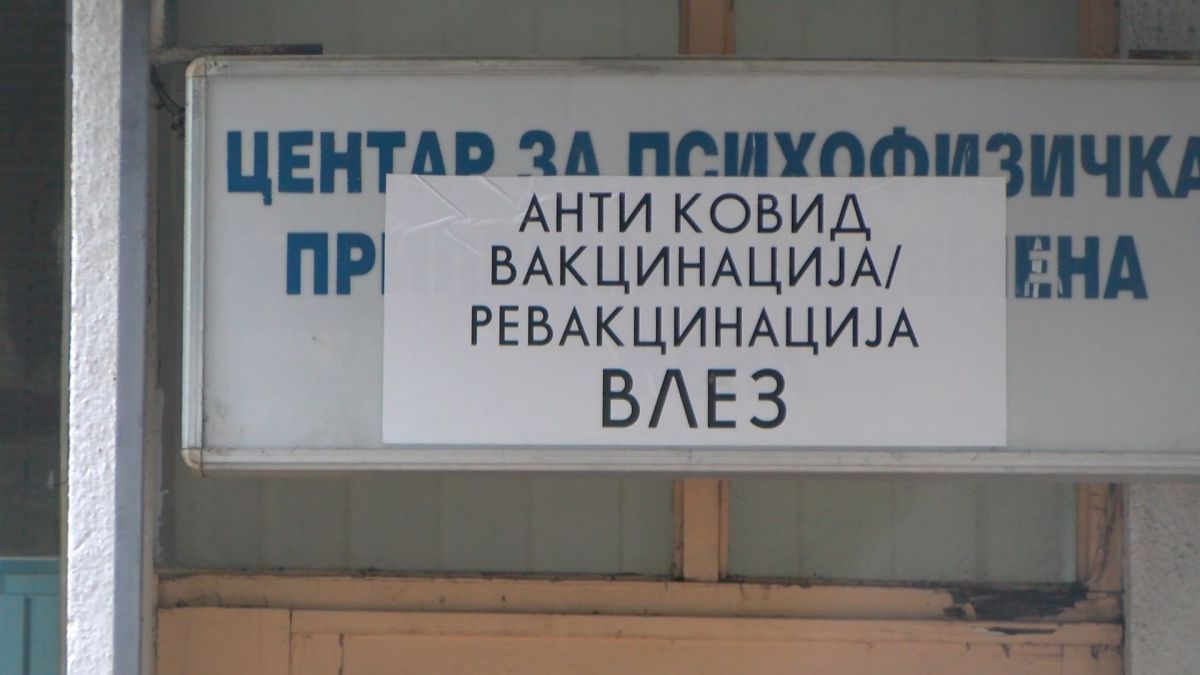 ЦЕНТАР ЗА ПСИХОФИЗИЧКА
АНТИ КОВИД
ВАКЦИНАЦИЈА/
РЕВАКЦИНАЦИЈА
ВЛЕЗ